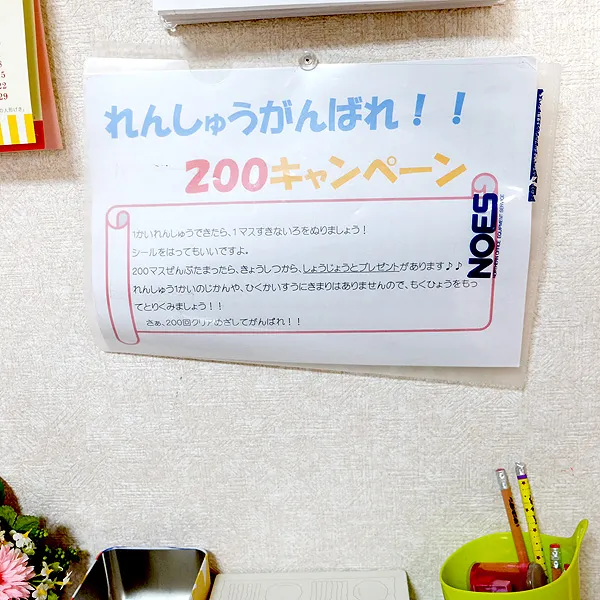 れんしゅうがんばれ！！
200キャンペーン
1かいれんしゅうできたら、1マスすきないろをぬりましょう！
シールをはってもいいですよ。
200マスぜんぶたまったら、きょうしつから、しょうじょうとプレゼントがあります♪♪
れんしゅう1かいのじかんや、ひくかいすうにきまりはありませんので、もくひょうをもっ
てとりくみましょう！！
さぁ、200回クリアめざしてがんばれ！！
NOES
8
15
22
29